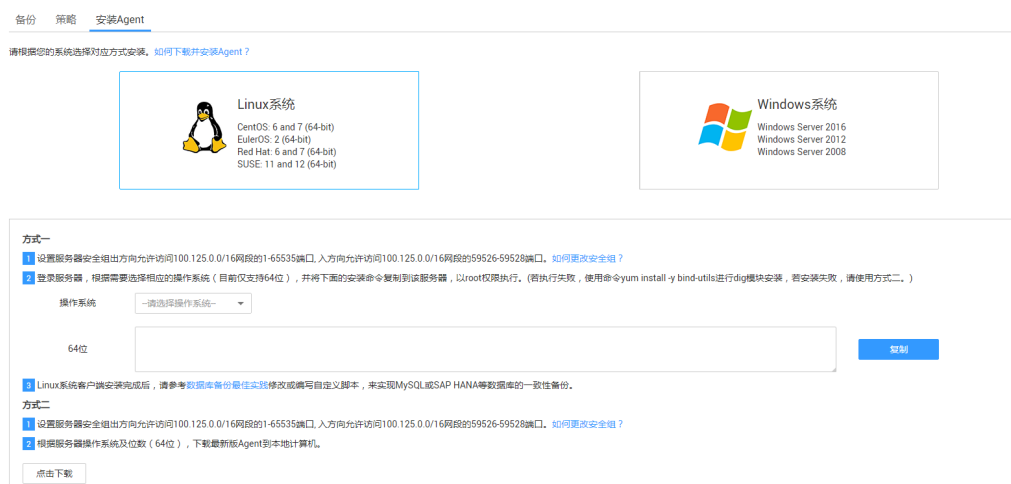 备份 策略 安装Agent
请根据您的系统选择对应方式安装。如何下载并安装Agent？
Linux系统
CentOS: 6 and 7 (64-bit)
EulerOS: 2 (64-bit)
Red Hat: 6 and 7 (64-bit)
SUSE: 11 and 12 (64-bit)
Windows系统
Windows Server 2016
Windows Server 2012
Windows Server 2008
方式一
1 设置服务器安全组出方向允许访问100.125.0.0/16网段的1-65535端口, 入方向允许访问100.125.0.0/16网段的59526-59528端口。如何更改安全组？
2 登录服务器，根据需要选择相应的操作系统（目前仅支持64位），并将下面的安装命令复制到该服务器，以root权限执行。(若执行失败，使用命令yum install -y bind-utils进行dig模块安装，若安装失败，请使用方式二。)
操作系统 --请选择操作系统--
64位 复制
3 Linux系统客户端安装完成后，请参考数据库备份最佳实践修改或编写自定义脚本，来实现MySQL或SAP HANA等数据库的一致性备份。
方式二
1 设置服务器安全组出方向允许访问100.125.0.0/16网段的1-65535端口, 入方向允许访问100.125.0.0/16网段的59526-59528端口。如何更改安全组？
2 根据服务器操作系统及位数（64位），下载最新版Agent到本地计算机。
点击下载